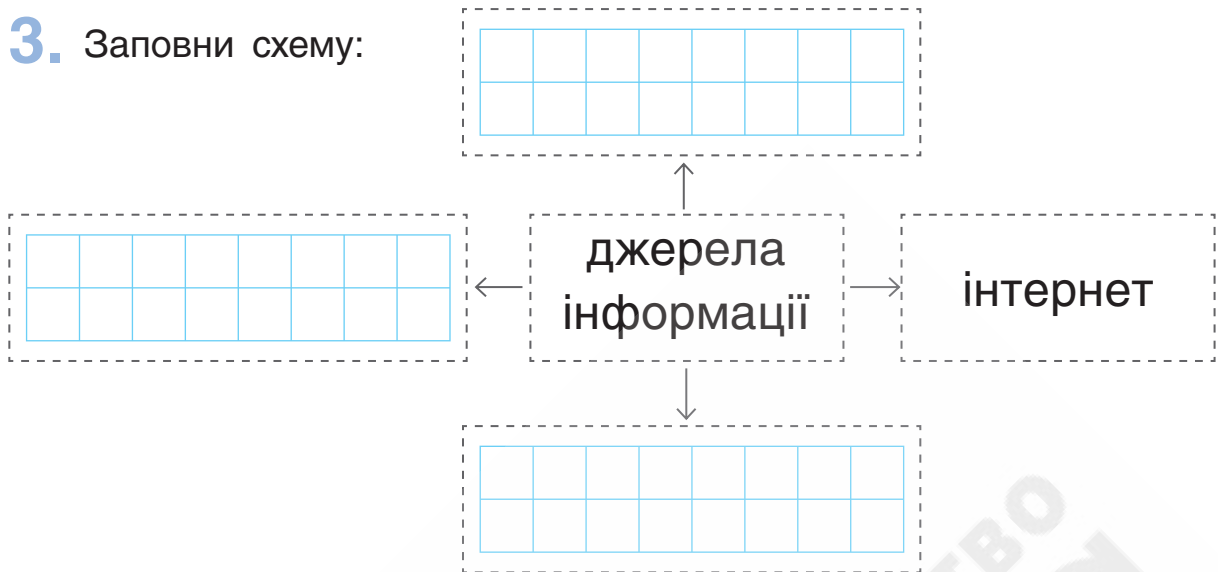 3. Заповни схему:
джерела
інформації
інтернет